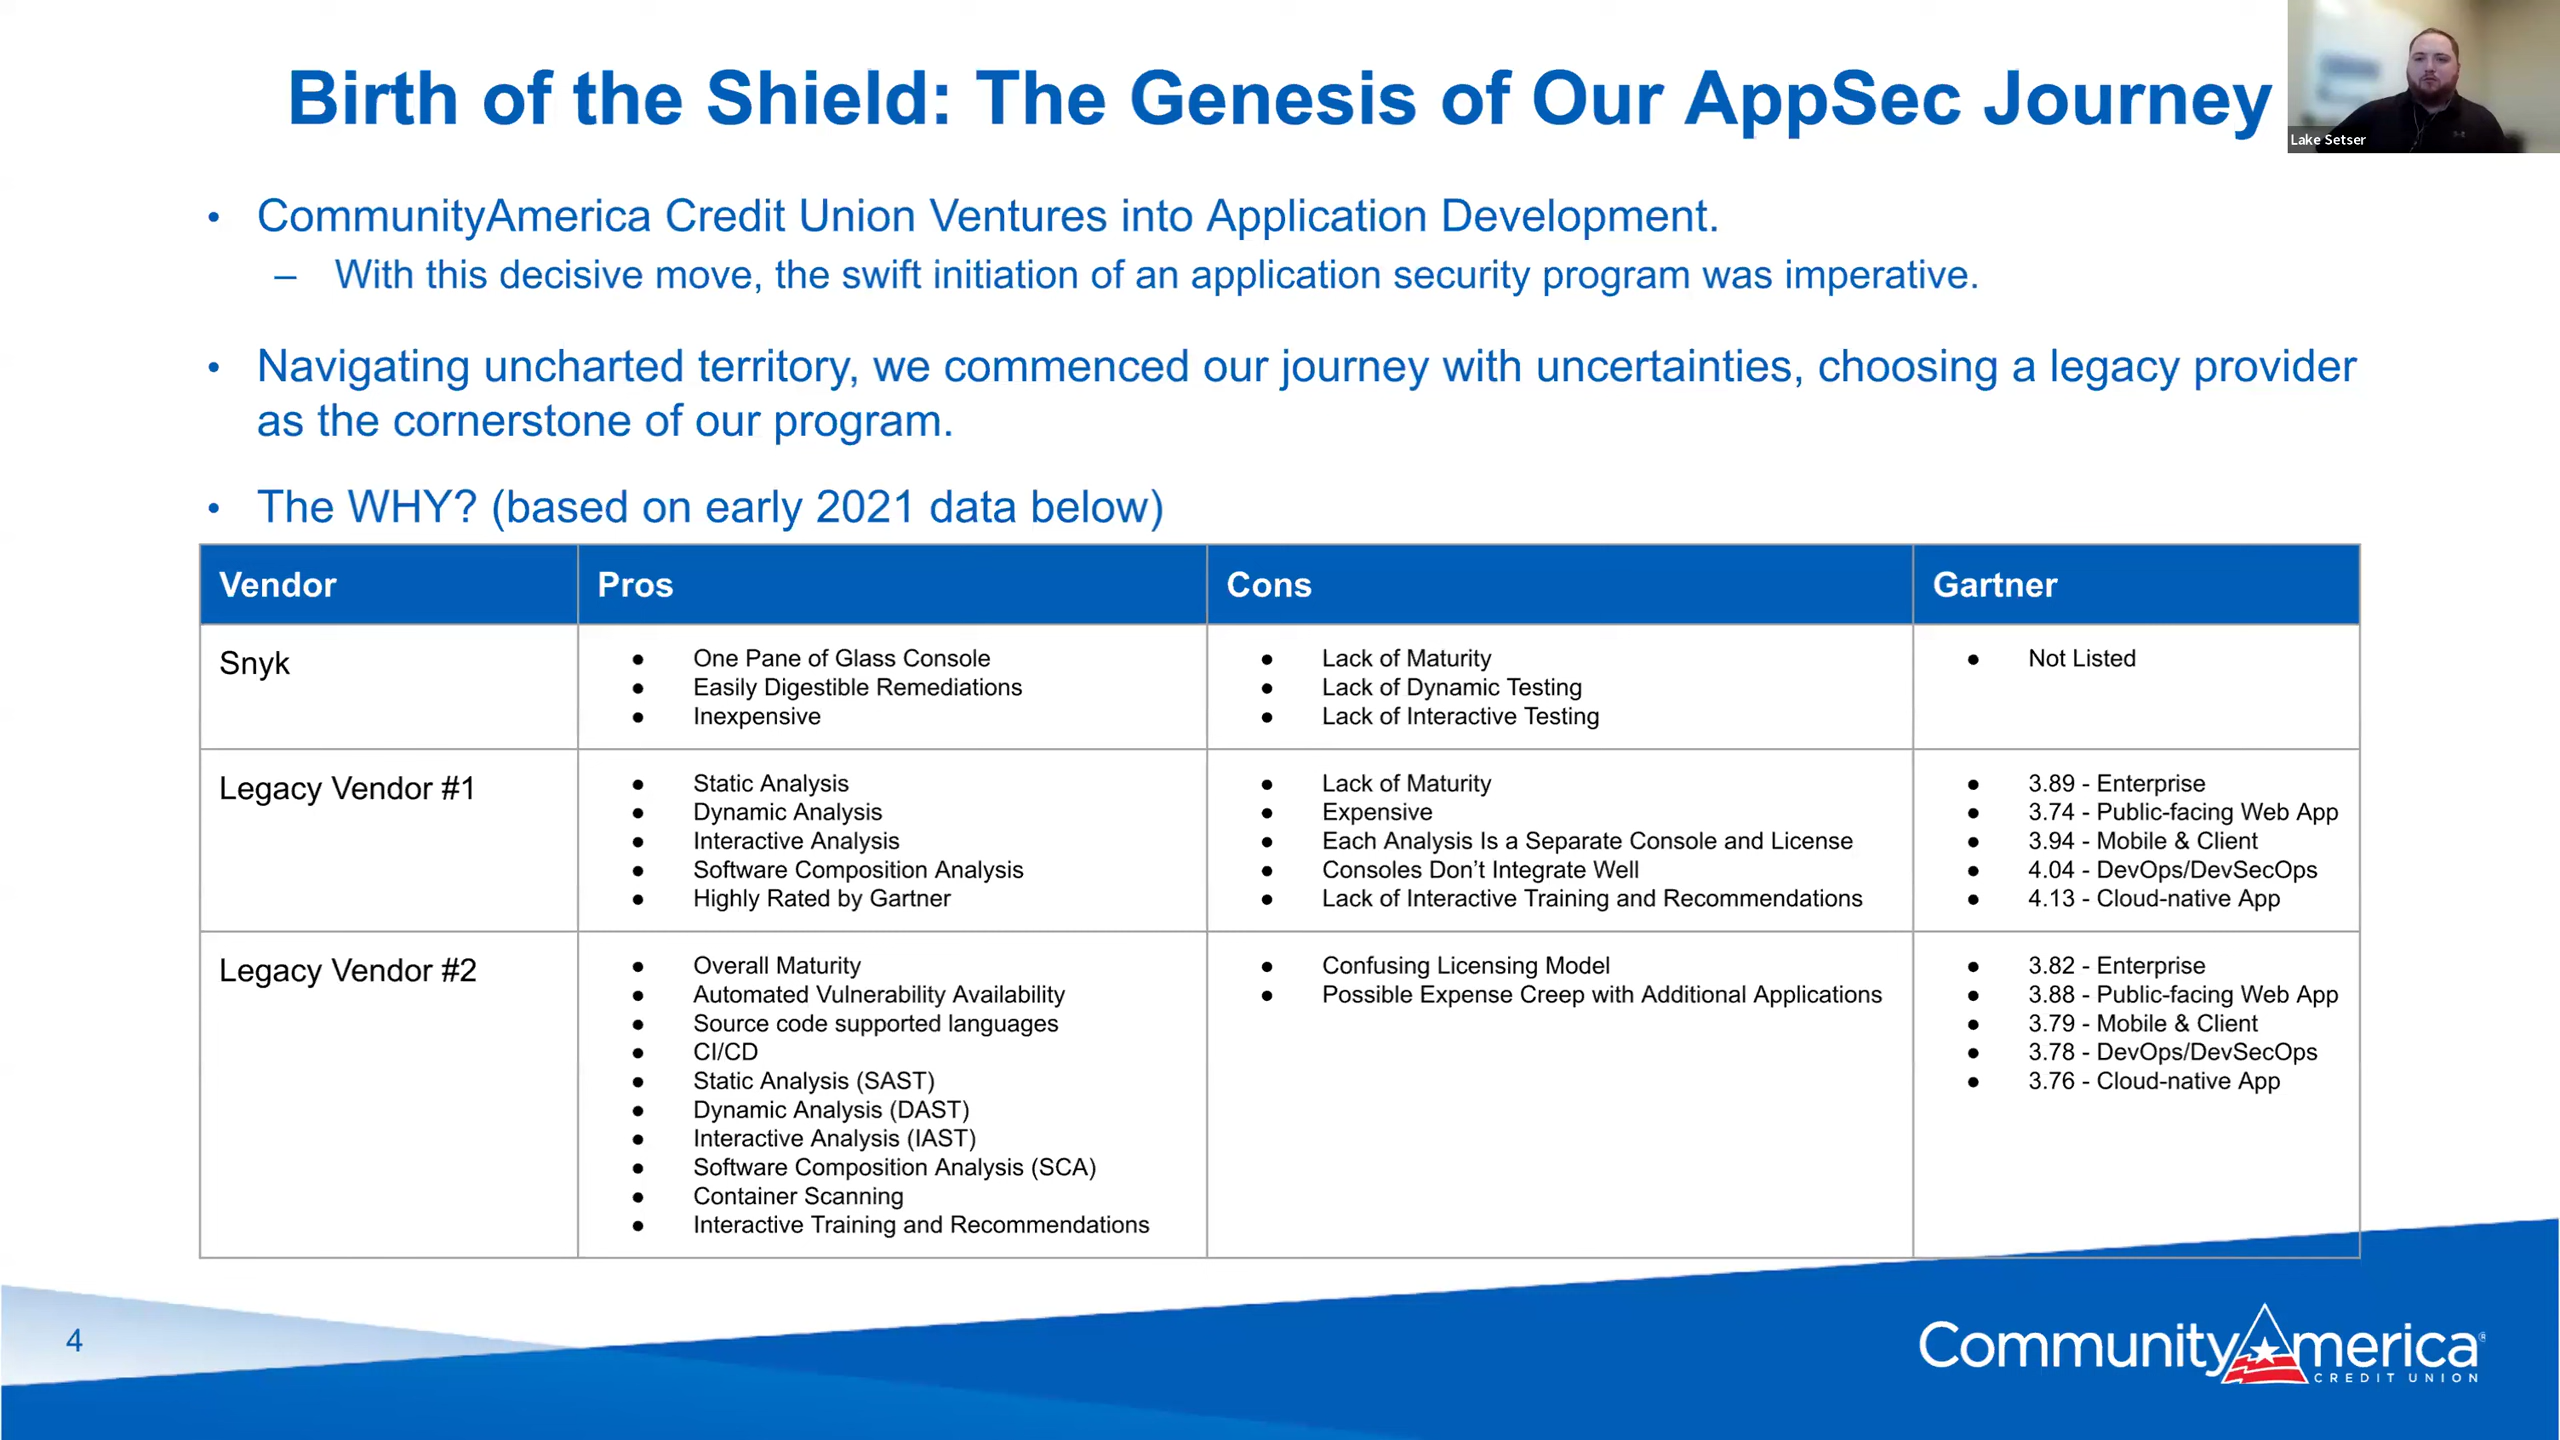 Birth of the Shield: The Genesis of Our AppSec Journey
Lake Setser
• CommunityAmerica Credit Union Ventures into Application Development.
– With this decisive move, the swift initiation of an application security program was imperative.
• Navigating uncharted territory, we commenced our journey with uncertainties, choosing a legacy provider
as the cornerstone of our program.
• The WHY? (based on early 2021 data below)
Vendor
Pros
Cons
Gartner
Snyk
● One Pane of Glass Console
● Easily Digestible Remediations
● Inexpensive
● Lack of Maturity
● Lack of Dynamic Testing
● Lack of Interactive Testing
● Not Listed
Legacy Vendor #1
● Static Analysis
● Dynamic Analysis
● Interactive Analysis
● Software Composition Analysis
● Highly Rated by Gartner
● Lack of Maturity
● Expensive
● Each Analysis Is a Separate Console and License
● Consoles Don’t Integrate Well
● Lack of Interactive Training and Recommendations
● 3.89 - Enterprise
● 3.74 - Public-facing Web App
● 3.94 - Mobile & Client
● 4.04 - DevOps/DevSecOps
● 4.13 - Cloud-native App
Legacy Vendor #2
● Overall Maturity
● Automated Vulnerability Availability
● Source code supported languages
● CI/CD
● Static Analysis (SAST)
● Dynamic Analysis (DAST)
● Interactive Analysis (IAST)
● Software Composition Analysis (SCA)
● Container Scanning
● Interactive Training and Recommendations
● Confusing Licensing Model
● Possible Expense Creep with Additional Applications
● 3.82 - Enterprise
● 3.88 - Public-facing Web App
● 3.79 - Mobile & Client
● 3.78 - DevOps/DevSecOps
● 3.76 - Cloud-native App
4
CommunityAmerica®
CREDIT UNION